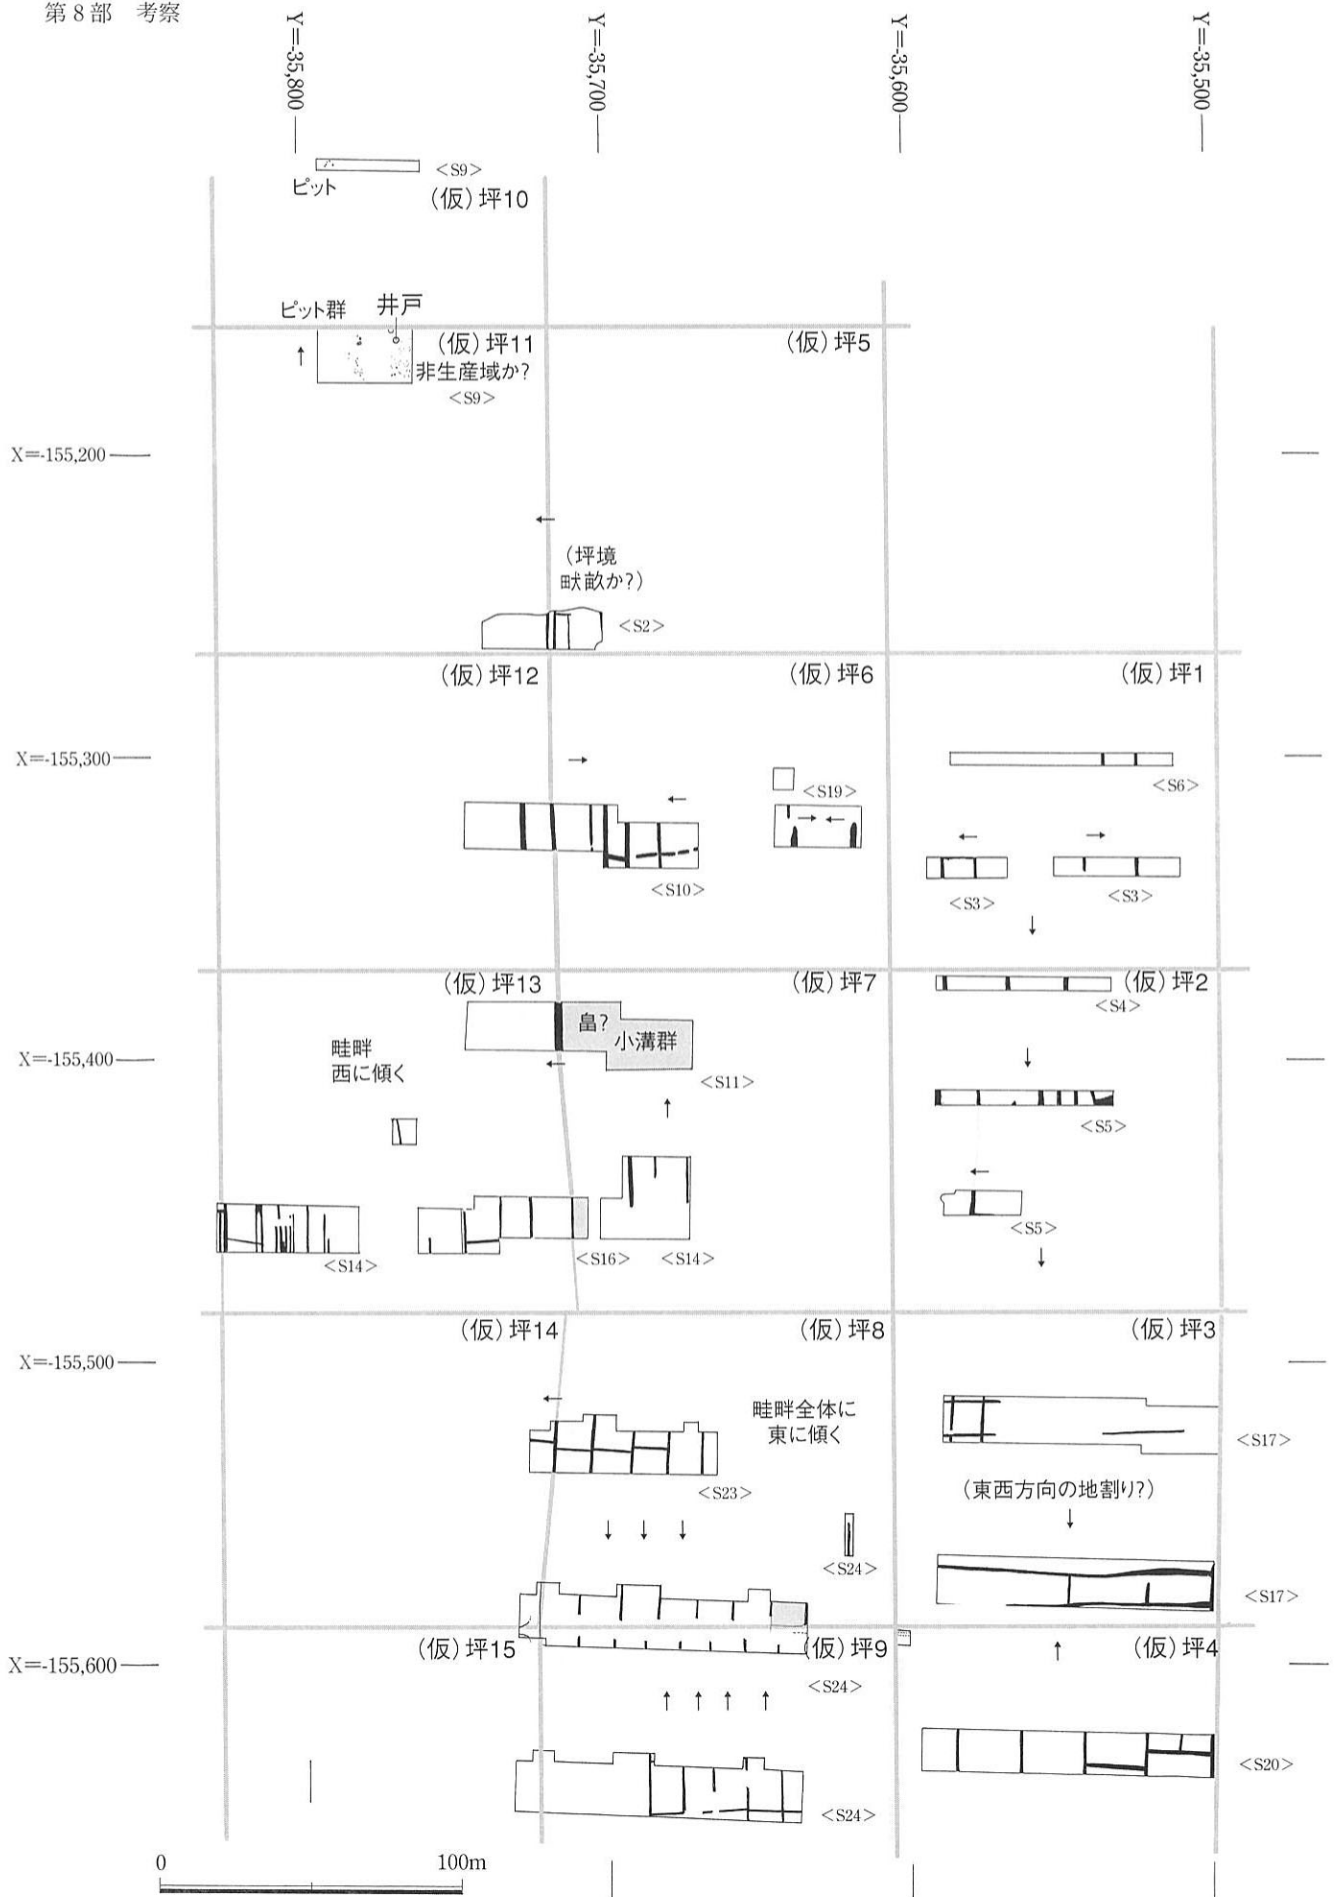 第8部 考察
Y=-35,800
Y=-35,700
Y=-35,600
Y=-35,500
<S9>
ピット
(仮)坪10
ピット群
井戸
(仮)坪11
非生産域か?
<S9>
(仮)坪5
X=-155,200
(坪境
畎畝か?)
<S2>
(仮)坪12
(仮)坪6
(仮)坪1
X=-155,300
<S6>
<S19>
<S10>
<S3>
<S3>
(仮)坪13
(仮)坪7
(仮)坪2
<S4>
畠?
小溝群
畦畔
西に傾く
X=-155,400
<S11>
<S5>
<S5>
<S14>
<S16>
<S14>
(仮)坪14
(仮)坪8
(仮)坪3
X=-155,500
畦畔全体に
東に傾く
<S17>
<S23>
(東西方向の地割り?)
<S24>
<S17>
(仮)坪15
(仮)坪9
(仮)坪4
X=-155,600
<S24>
<S20>
<S24>
0
100m